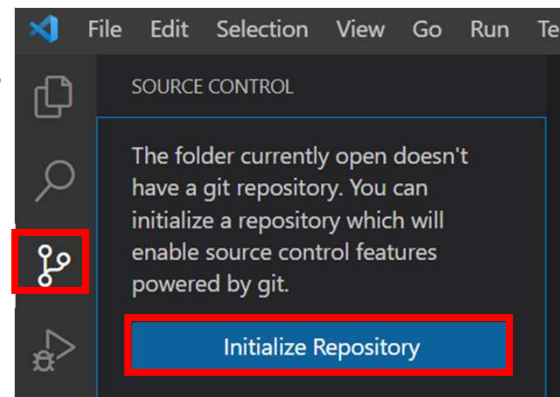 File Edit Selection View Go Run Te
SOURCE CONTROL
The folder currently open doesn't
have a git repository. You can
initialize a repository which will
enable source control features
powered by git.
Initialize Repository